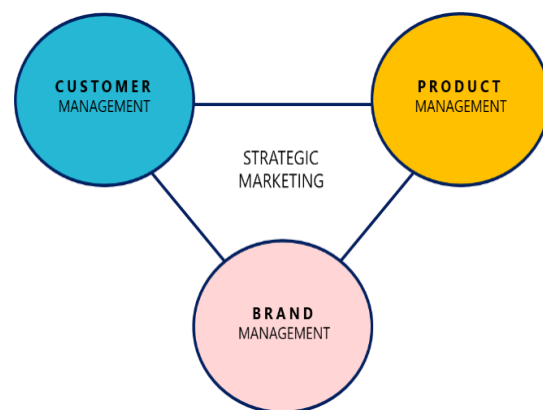 CUSTOMER
MANAGEMENT
PRODUCT
MANAGEMENT
STRATEGIC
MARKETING
BRAND
MANAGEMENT